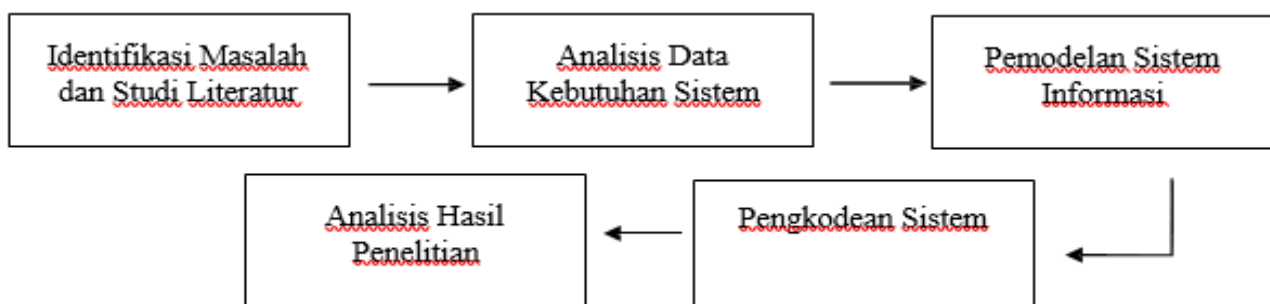 Identifikasi Masalah
dan Studi Literatur
Analisis Data
Kebutuhan Sistem
Pemodelan Sistem
Informasi
Pengkodean Sistem
Analisis Hasil
Penelitian